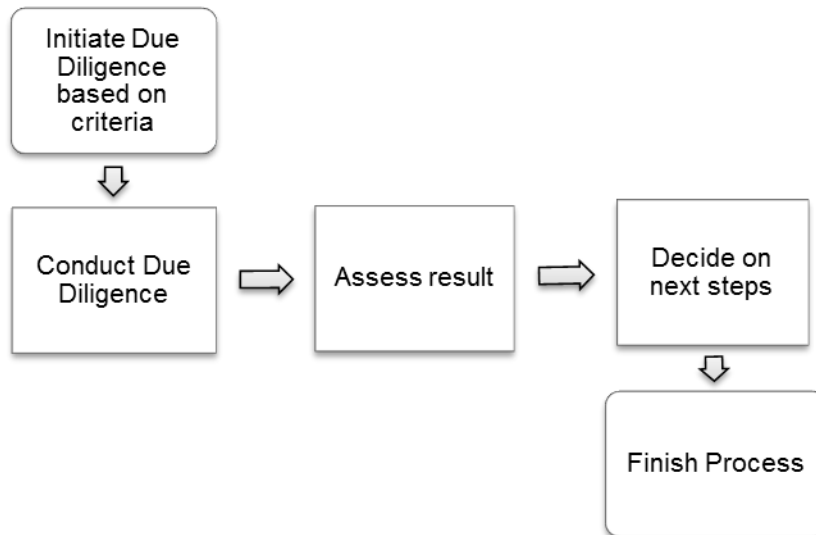 Initiate Due
Diligence
based on
criteria
Conduct Due
Diligence
Assess result
Decide on
next steps
Finish Process